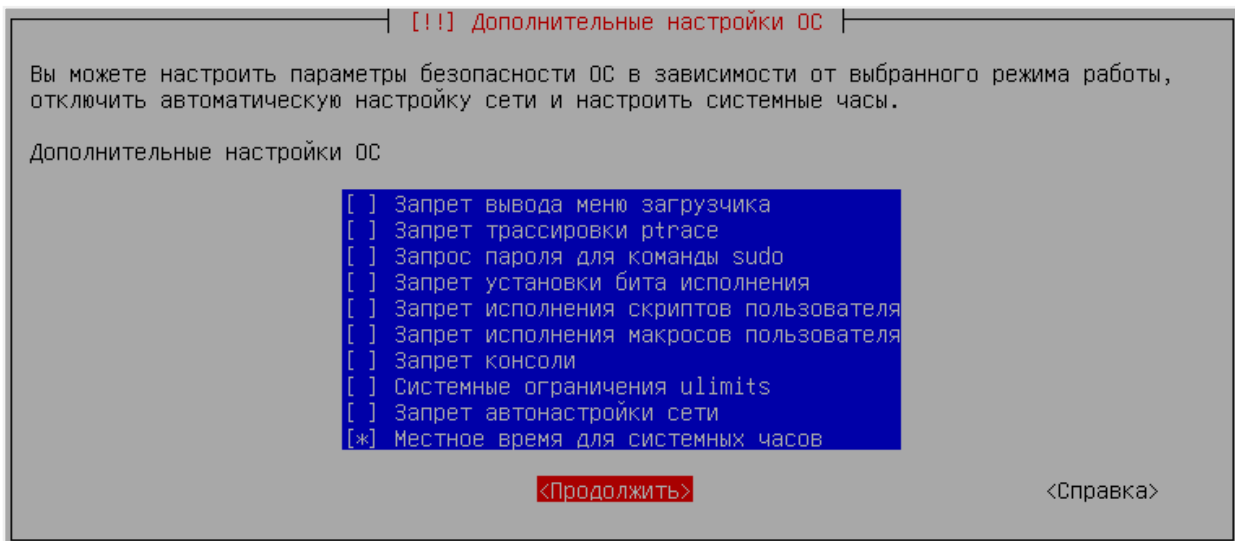 [!!] Дополнительные настройки ОС
Вы можете настроить параметры безопасности ОС в зависимости от выбранного режима работы,
отключить автоматическую настройку сети и настроить системные часы.
Дополнительные настройки ОС
[ ] Запрет вывода меню загрузчика
[ ] Запрет трассировки ptrace
[ ] Запрос пароля для команды sudo
[ ] Запрет установки бита исполнения
[ ] Запрет исполнения скриптов пользователя
[ ] Запрет исполнения макросов пользователя
[ ] Запрет консоли
[ ] Системные ограничения ulimits
[ ] Запрет автонастройки сети
[*] Местное время для системных часов
<Продолжить> <Справка>